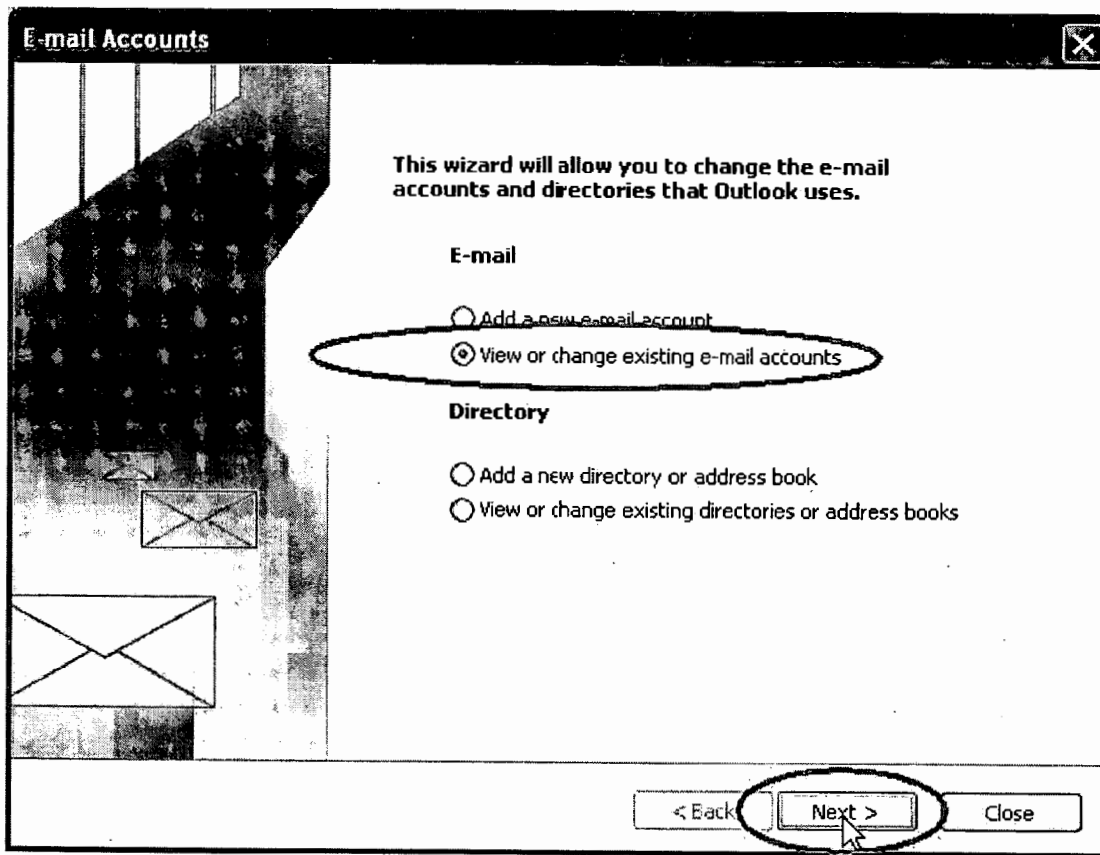 E-mail Accounts
This wizard will allow you to change the e-mail
accounts and directories that Outlook uses.
E-mail
Add a new e-mail account
View or change existing e-mail accounts
Directory
Add a new directory or address book
View or change existing directories or address books
< Back
Next >
Close